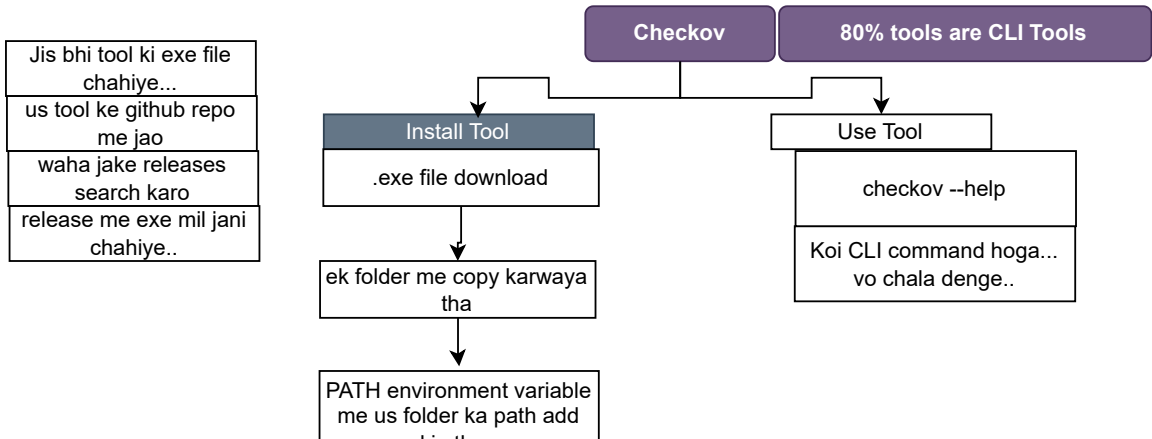 Checkov
80% tools are CLI Tools
Jis bhi tool ki exe file
chahiye...
us tool ke github repo
me jao
waha jake releases
search karo
release me exe mil jani
chahiye..
Install Tool
.exe file download
ek folder me copy karwaya
tha
PATH environment variable
me us folder ka path add
Use Tool
checkov --help
Koi CLI command hoga...
vo chala denge..